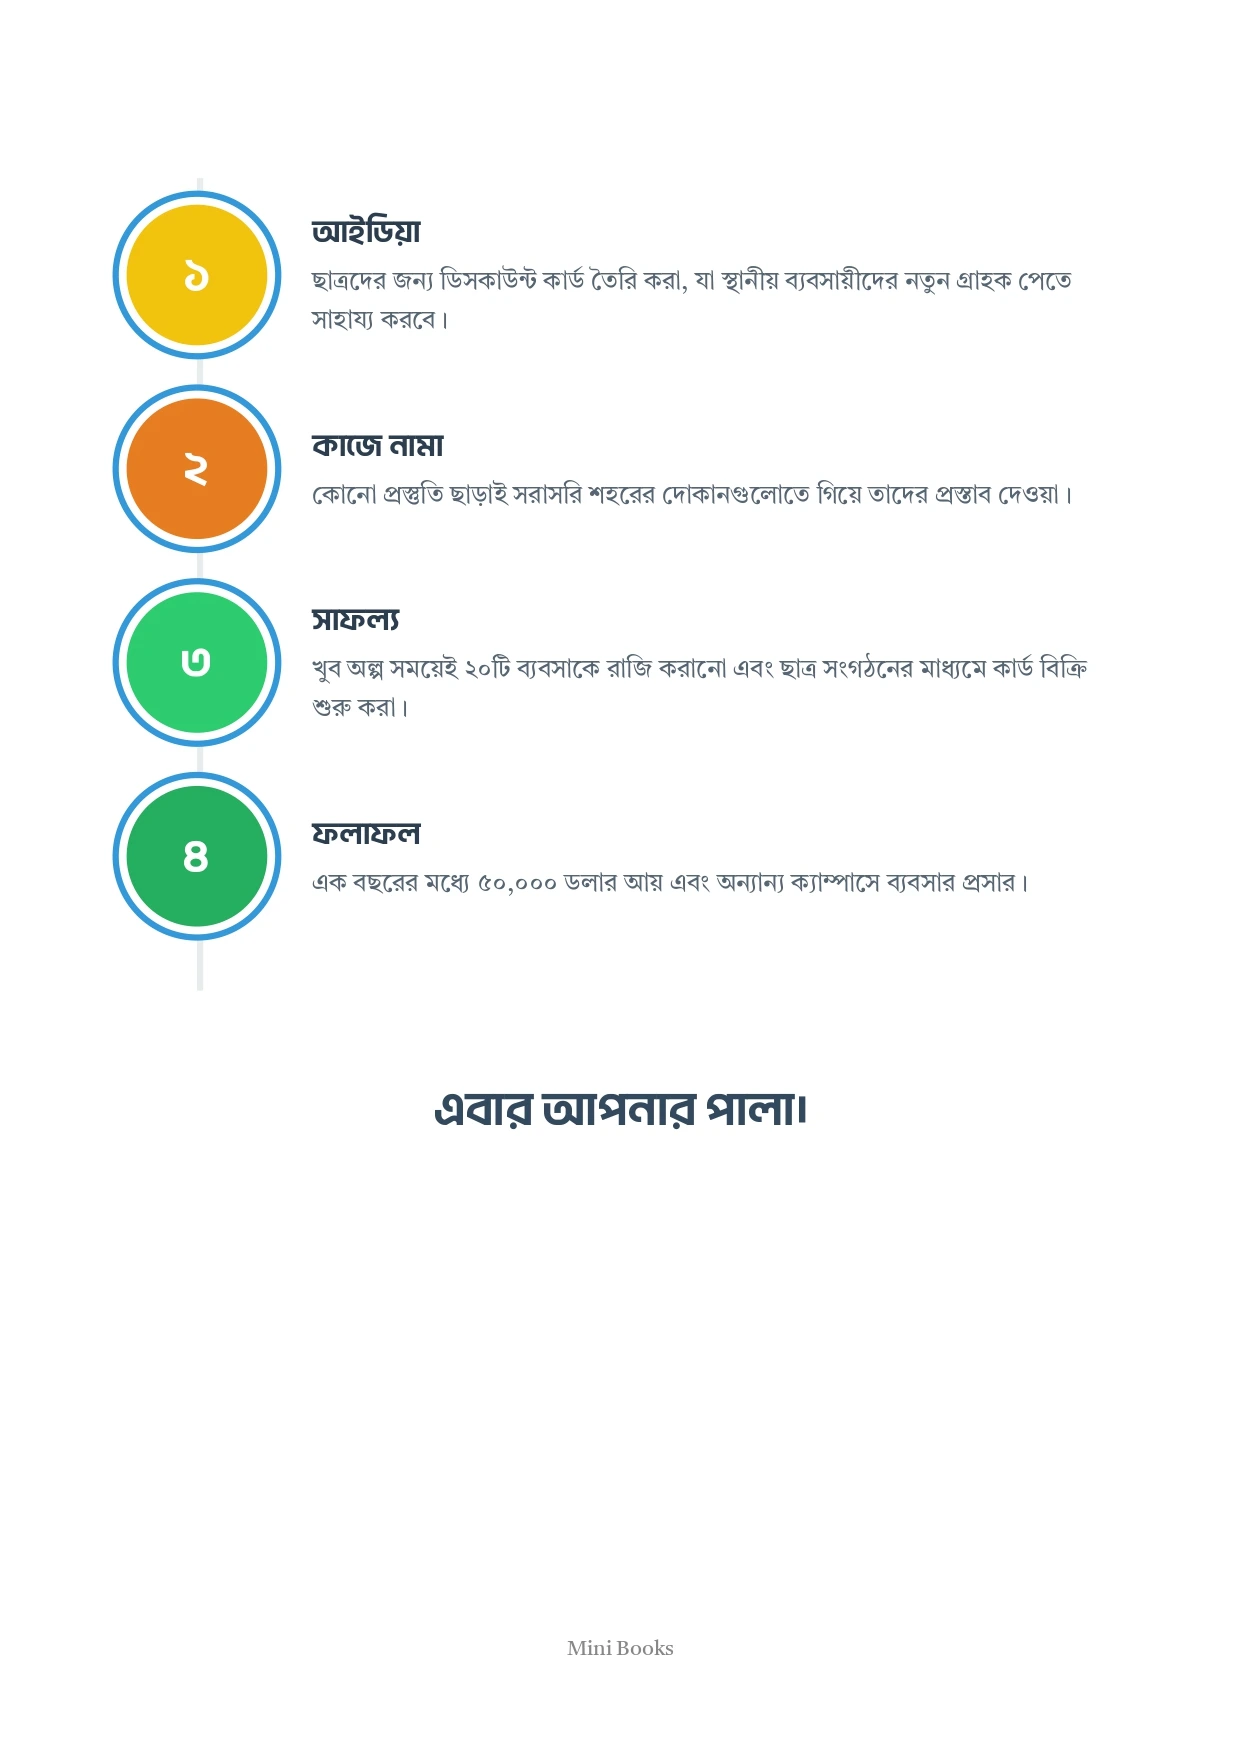 ১
আইডিয়া
ছাত্রদের জন্য ডিসকাউন্ট কার্ড তৈরি করা, যা স্থানীয় ব্যবসায়ীদের নতুন গ্রাহক পেতে
সাহায্য করবে।
২
কাজে নামা
কোনো প্রস্তুতি ছাড়াই সরাসরি শহরের দোকানগুলোতে গিয়ে তাদের প্রস্তাব দেওয়া।
৩
সাফল্য
খুব অল্প সময়েই ২০টি ব্যবসাকে রাজি করানো এবং ছাত্র সংগঠনের মাধ্যমে কার্ড বিক্রি
শুরু করা।
৪
ফলাফল
এক বছরের মধ্যে ৫০,০০০ ডলার আয় এবং অন্যান্য ক্যাম্পাসে ব্যবসার প্রসার।
এবার আপনার পালা।
Mini Books